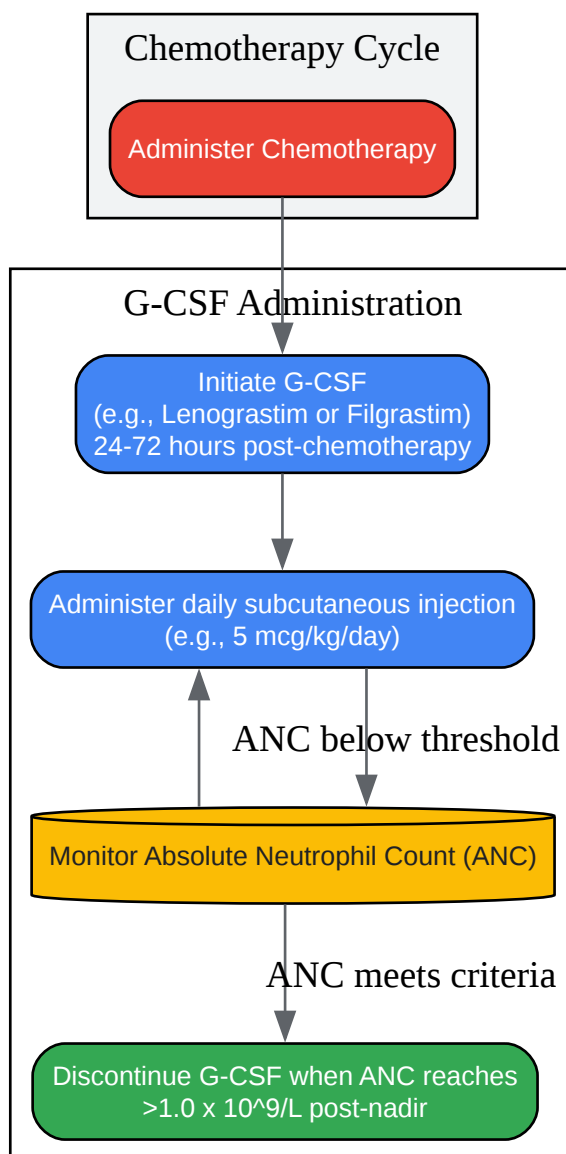 Chemotherapy Cycle
Administer Chemotherapy
G-CSF Administration
Initiate G-CSF
(e.g., Lenograstim or Filgrastim)
24-72 hours post-chemotherapy
Administer daily subcutaneous injection
(e.g., 5 mcg/kg/day)
ANC below threshold
Monitor Absolute Neutrophil Count (ANC)
ANC meets criteria
Discontinue G-CSF when ANC reaches
>1.0 x 10^9/L post-nadir